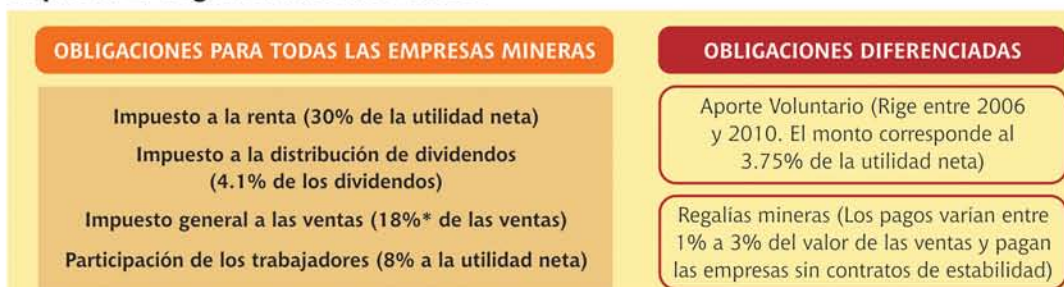 OBLIGACIONES PARA TODAS LAS EMPRESAS MINERAS
Impuesto a la renta (30% de la utilidad neta)
Impuesto a la distribución de dividendos
(4.1% de los dividendos)
Impuesto general a las ventas (18%* de las ventas)
Participación de los trabajadores (8% a la utilidad neta)
OBLIGACIONES DIFERENCIADAS
Aporte Voluntario (Rige entre 2006
y 2010. El monto corresponde al
3.75% de la utilidad neta)
Regalías mineras (Los pagos varían entre
1% a 3% del valor de las ventas y pagan
las empresas sin contratos de estabilidad)